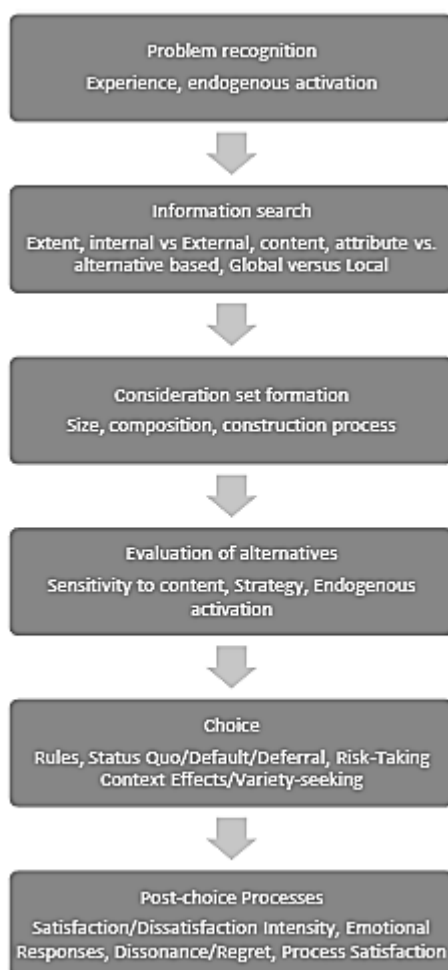 Problem recognition
Experience, endogenous activation
Information search
Extent, internal vs External, content, attribute vs.
alternative based, Global versus Local
Consideration set formation
Size, composition, construction process
Evaluation of alternatives
Sensitivity to content, Strategy, Endogenous
activation
Choice
Rules, Status Quo/Default/Deferral, Risk-Taking
Context Effects/Variety-seeking
Post-choice Processes
Satisfaction/Dissatisfaction Intensity, Emotional
Responses, Dissonance/Regret, Process Satisfaction